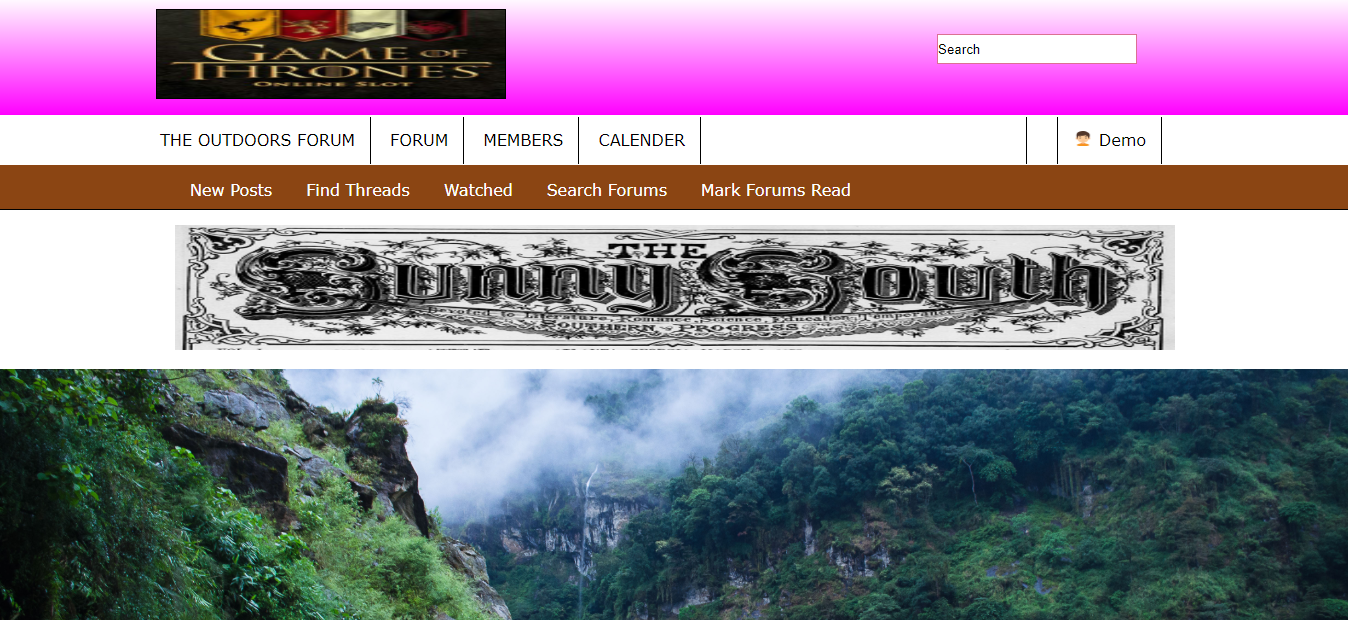 GAME OF
THRONES
ONLINE SLOT
Search
THE OUTDOORS FORUM
FORUM
MEMBERS
CALENDER
Demo
New Posts
Find Threads
Watched
Search Forums
Mark Forums Read
THE
Sunny South
Devoted to Literature, Romance, Science, Education, Temperance
SOUTHERN PROGRESS